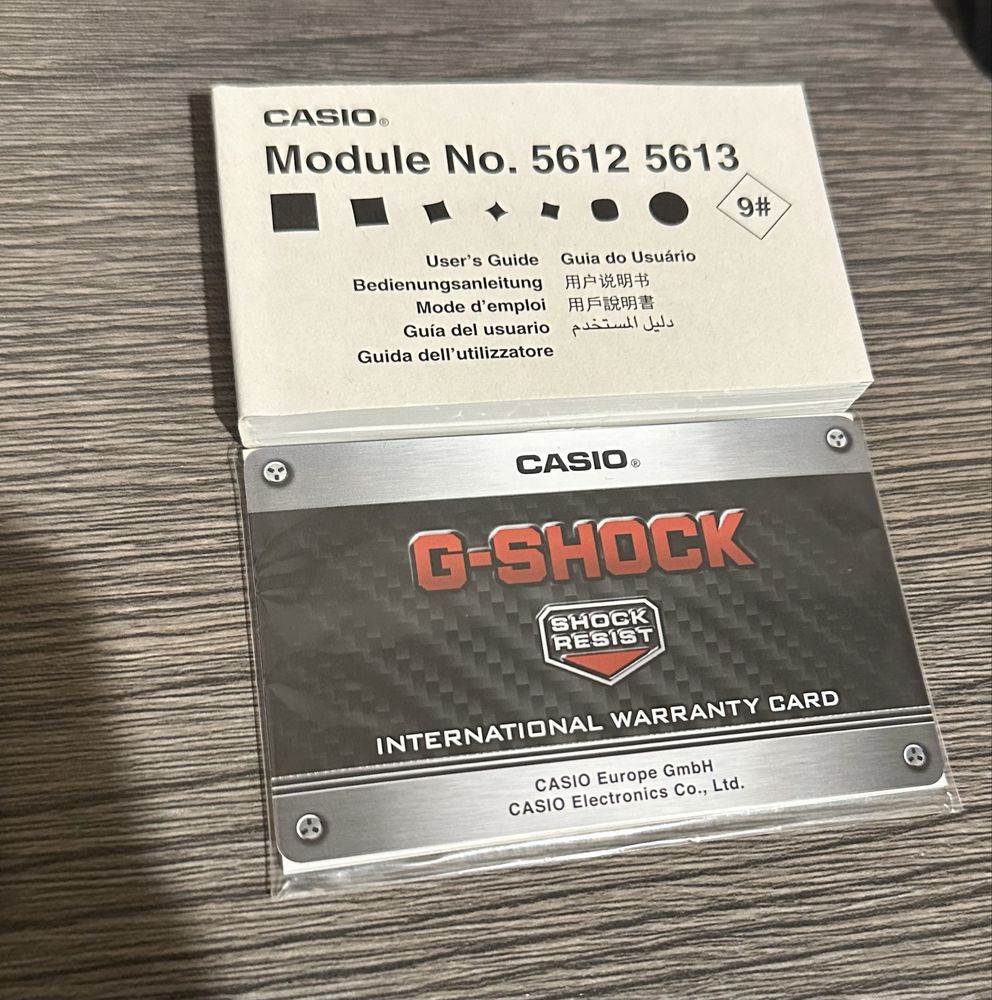 CASIO®
Module No. 5612 5613
9#
User's Guide
Bedienungsanleitung
Mode d'emploi
Guía del usuario
Guida dell'utilizzatore
Guia do Usuário
用户说明书
用戶說明書
دليل المستخدم
CASIO®
G-SHOCK
SHOCK
RESIST
INTERNATIONAL WARRANTY CARD
CASIO Europe GmbH
CASIO Electronics Co., Ltd.